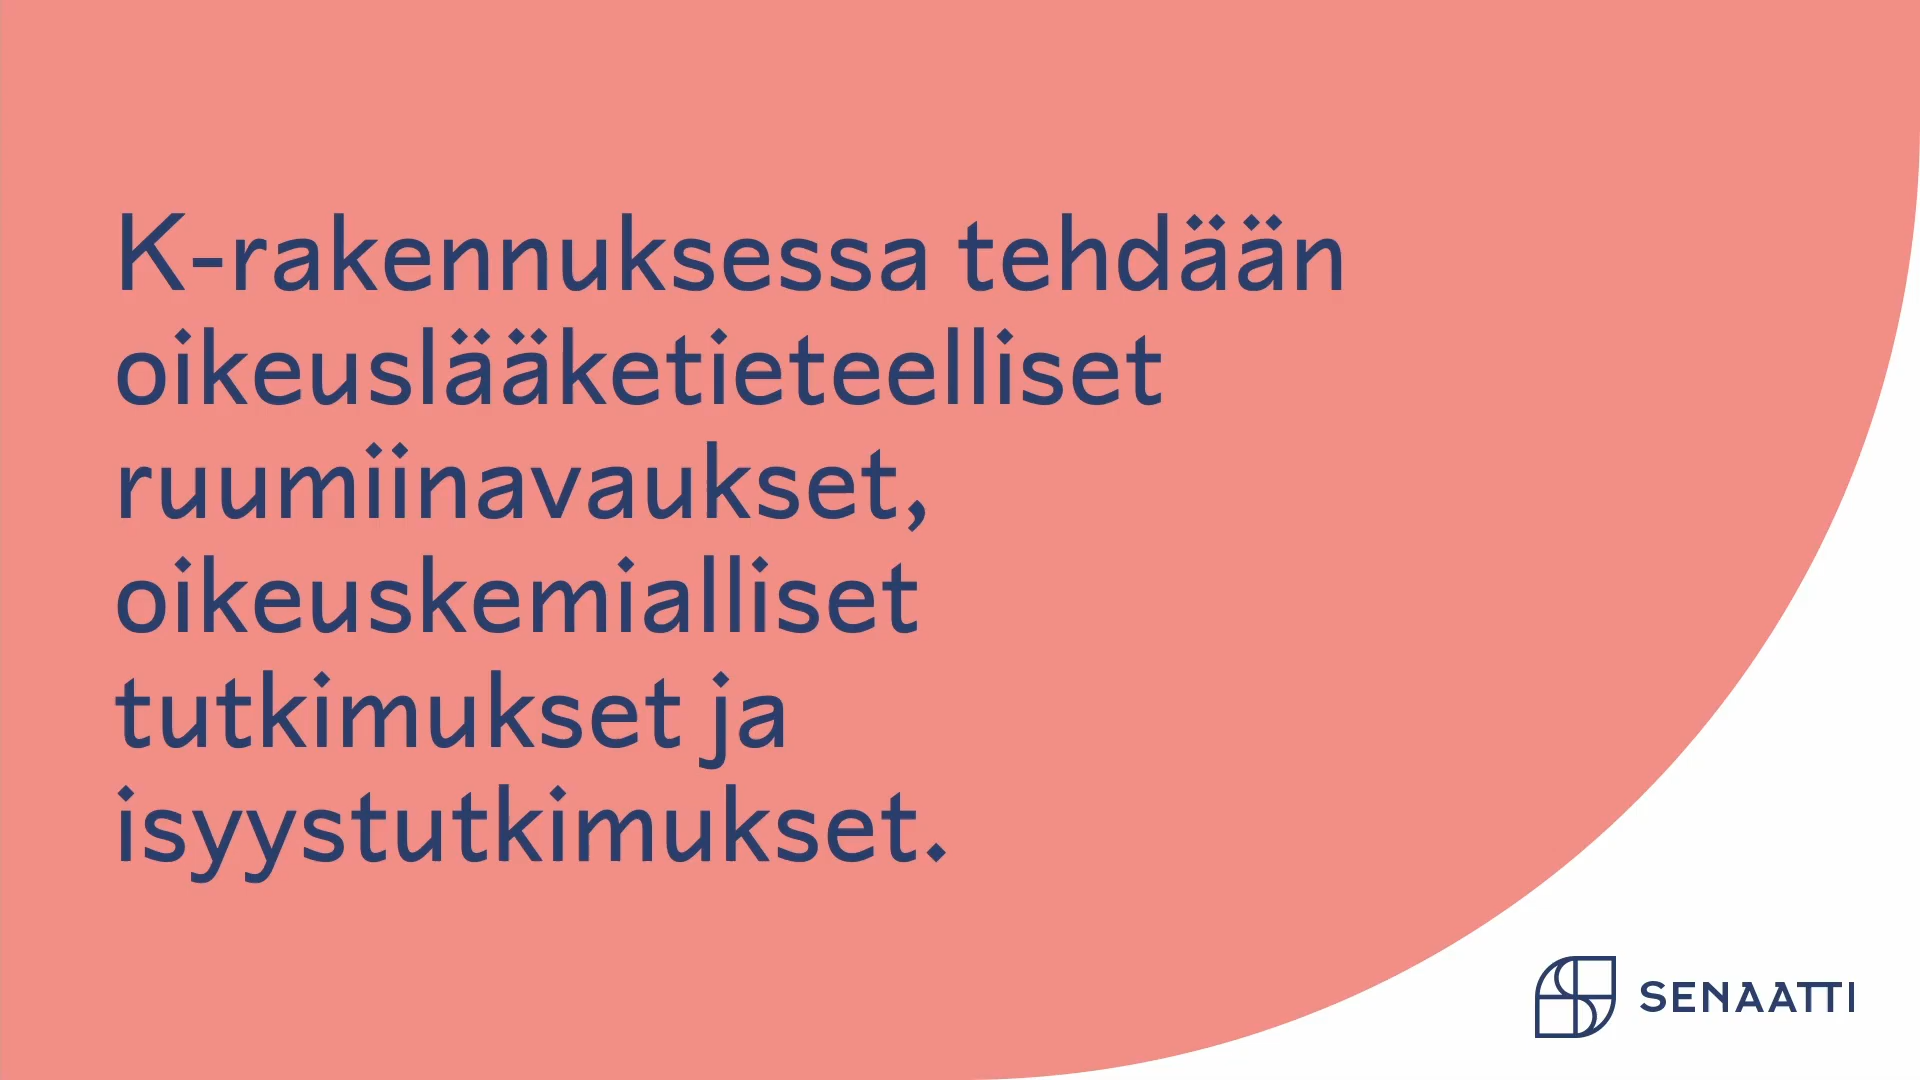 K-rakennuksessa tehdään
oikeuslääketieteelliset
ruumiinavaukset,
oikeuskemialliset
tutkimukset ja
isyystutkimukset.
SENAATTI